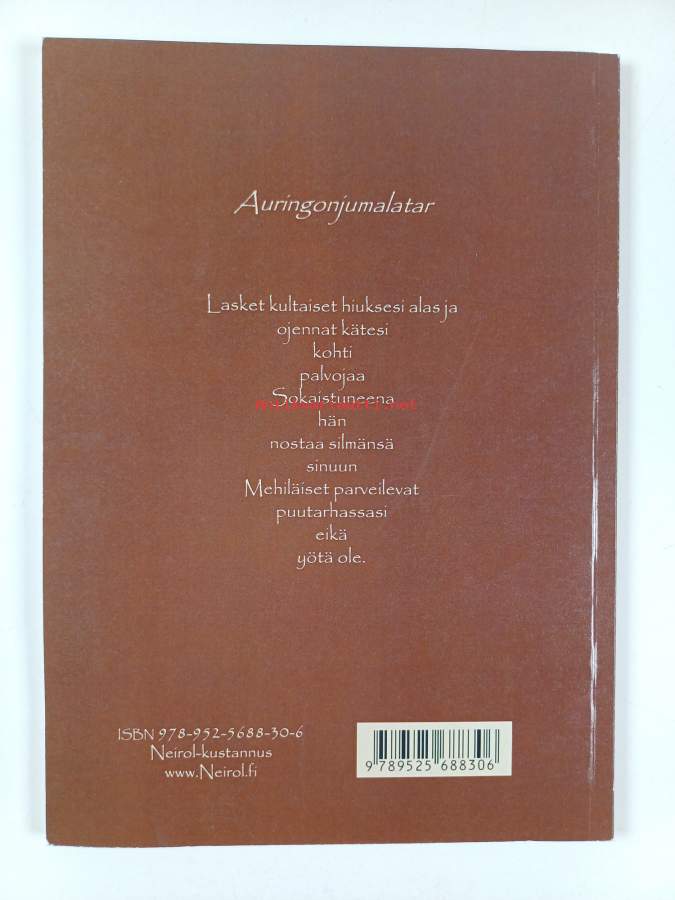 Auringonjumalatar
Lasket kultaiset hiuksesi alas ja
ojennat kätesi
kohti
palvojaa
Sokaistuneena
hän
nostaa silmänsä
sinuun
Mehiläiset parveilevat
puutarhassasi
eikä
yötä ole.
ISBN 978-952-5688-30-6
Neirol-kustannus
www.Neirol.fi
9 789525 688306